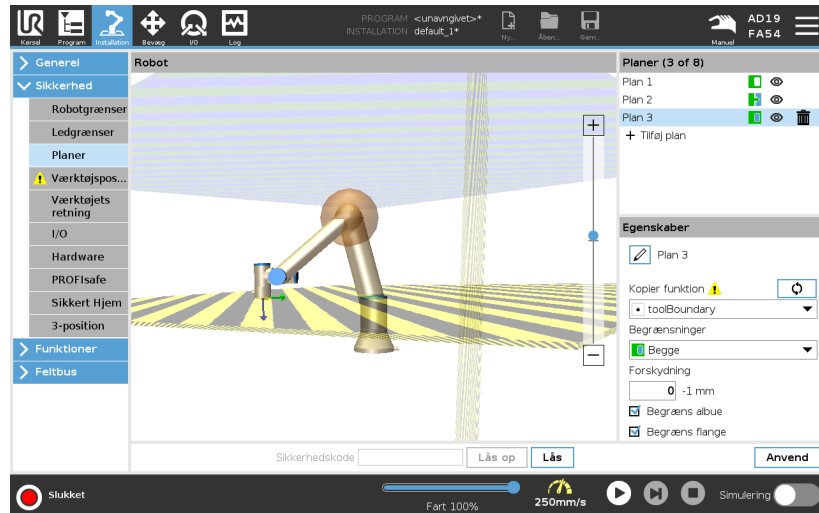 PROGRAM <unavngivet>*
INSTALLATION default_1*
Kørsel
Program
Installation
Bevæg
I/O
Log
Ny...
Åben...
Gem...
Manuel
AD19
FA54
Generel
Sikkerhed
Robotgrænser
Ledgrænser
Planer
Værktøjspos...
Værktøjets
retning
I/O
Hardware
PROFIsafe
Sikkert Hjem
3-position
Funktioner
Feltbus
Robot
Planer (3 of 8)
Plan 1
Plan 2
Plan 3
+ Tilføj plan
Egenskaber
Plan 3
Kopier funktion
toolBoundary
Begrænsninger
Begge
Forskydning
0 -1 mm
Begræns albue
Begræns flange
Sikkerhedskode
Lås op
Lås
Anvend
Slukket
Fart 100%
250mm/s
Simulering